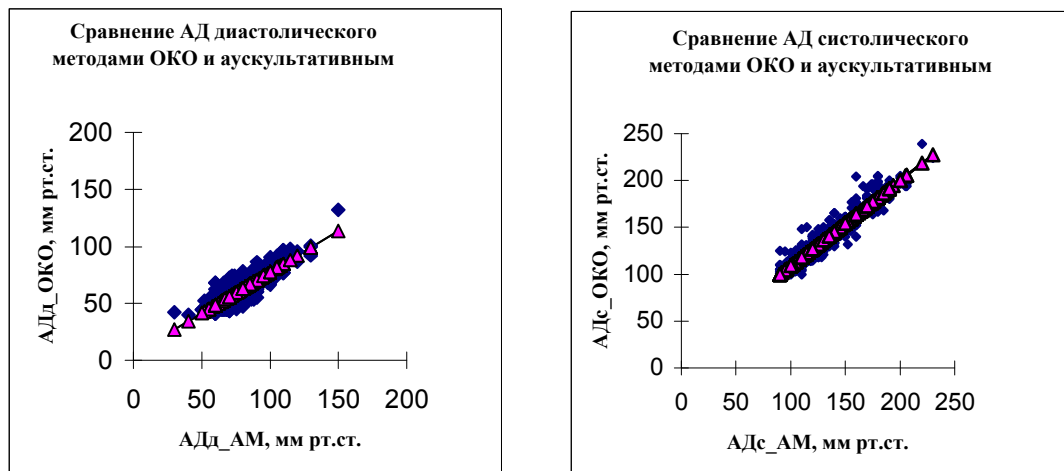 Сравнение АД диастолического
методами ОКО и аускультативным
АДд_ОКО, мм рт.ст.
200
150
100
50
0
0 50 100 150 200
АДд_АМ, мм рт.ст.
Сравнение АД систолического
методами ОКО и аускультативным
АДс_ОКО, мм рт.ст.
250
200
150
100
50
0
0 50 100 150 200 250
АДс_АМ, мм рт.ст.